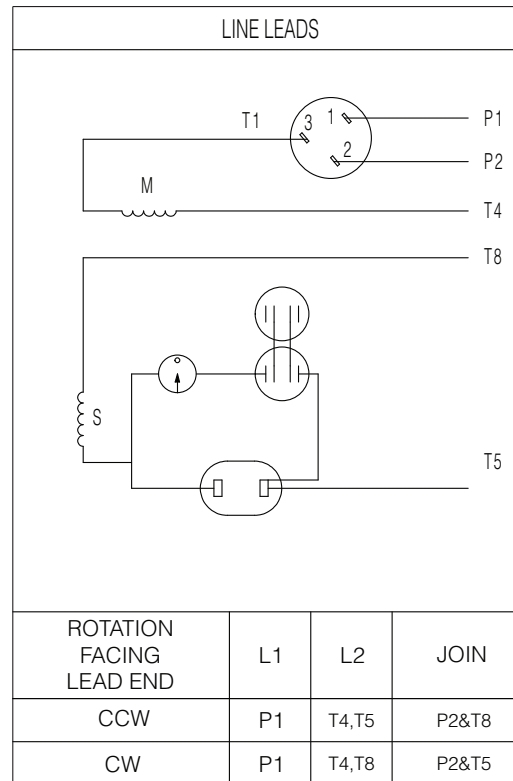 LINE LEADS
T1 3 1 P1
2 P2
M T4
T8
S
T5
ROTATION FACING LEAD END L1 L2 JOIN
CCW P1 T4,T5 P2&T8
CW P1 T4,T8 P2&T5